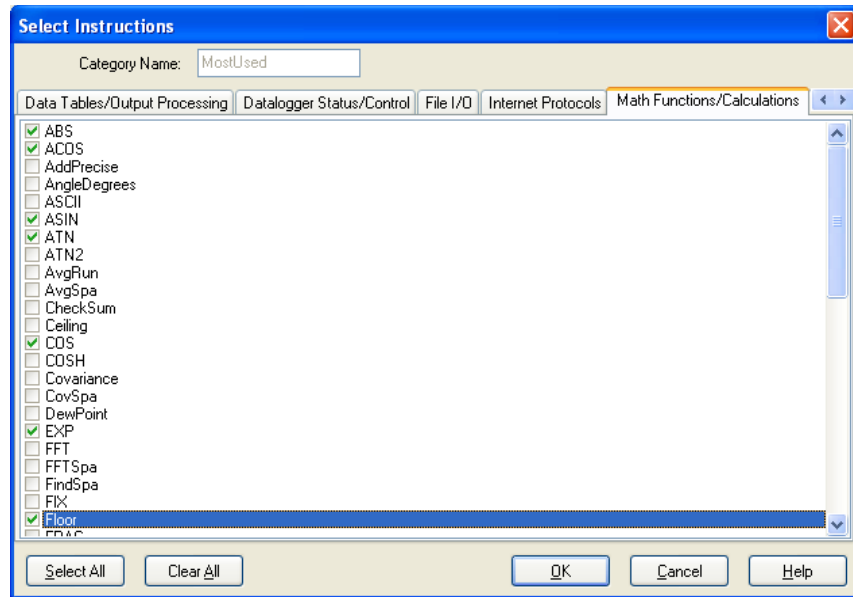 Select Instructions
Category Name: MostUsed
Data Tables/Output Processing Datalogger Status/Control File I/O Internet Protocols Math Functions/Calculations
ABS
ACOS
AddPrecise
AngleDegrees
ASCII
ASIN
ATN
ATN2
AvgRun
AvgSpa
CheckSum
Ceiling
COS
COSH
Covariance
CovSpa
DewPoint
EXP
FFT
FFTSpa
FindSpa
FIX
Floor
Select All Clear All OK Cancel Help